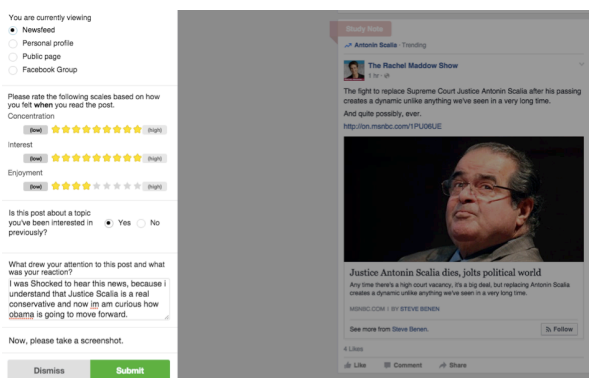 You are currently viewing
Newsfeed
Personal profile
Public page
Facebook Group
Please rate the following scales based on how
you felt when you read the post.
Concentration
(low) (high)
Interest
(low) (high)
Enjoyment
(low) (high)
Is this post about a topic
you've been interested in
previously?
Yes No
What drew your attention to this post and what
was your reaction?
I was Shocked to hear this news, because i
understand that Justice Scalia is a real
conservative and now im am curious how
obama is going to move forward.
Now, please take a screenshot.
Dismiss Submit
Study Note
Antonin Scalia · Trending
The Rachel Maddow Show
1 hr ·
The fight to replace Supreme Court Justice Antonin Scalia after his passing
creates a dynamic unlike anything we've seen in a very long time.
And quite possibly, ever.
http://on.msnbc.com/1PU06UE
Justice Antonin Scalia dies, jolts political world
Any time there's a high court vacancy, it's a big deal, but replacing Antonin Scalia
creates a dynamic unlike anything we've seen in a very long time.
MSNBC.COM | BY STEVE BENEN
See more from Steve Benen.
Follow
4 Likes
Like Comment Share